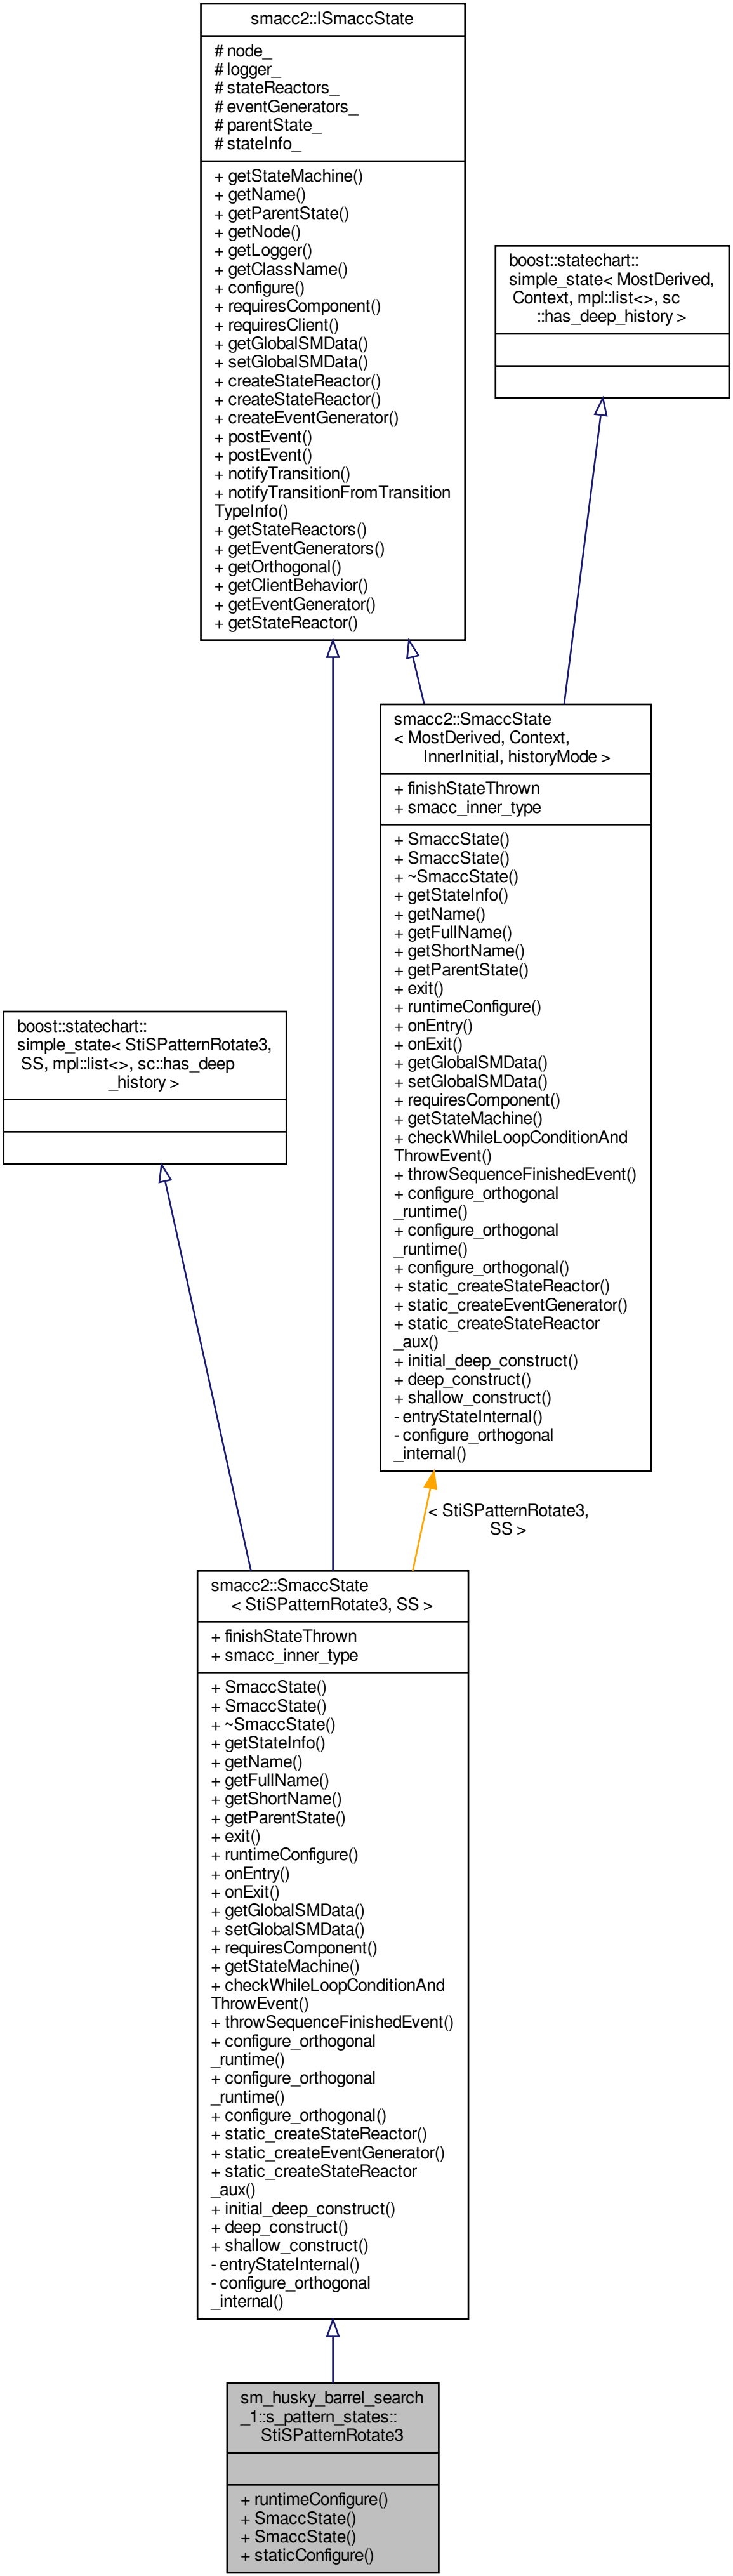 smacc2::ISmaccState
# node_
# logger_
# stateReactors_
# eventGenerators_
# parentState_
# stateInfo_
+ getStateMachine()
+ getName()
+ getParentState()
+ getNode()
+ getLogger()
+ getClassName()
+ configure()
+ requiresComponent()
+ requiresClient()
+ getGlobalSMData()
+ setGlobalSMData()
+ createStateReactor()
+ createStateReactor()
+ createEventGenerator()
+ postEvent()
+ postEvent()
+ notifyTransition()
+ notifyTransitionFromTransition
TypeInfo()
+ getStateReactors()
+ getEventGenerators()
+ getOrthogonal()
+ getClientBehavior()
+ getEventGenerator()
+ getStateReactor()
boost::statechart::
simple_state< MostDerived,
Context, mpl::list<>, sc
::has_deep_history >
smacc2::SmaccState
< MostDerived, Context,
InnerInitial, historyMode >
+ finishStateThrown
+ smacc_inner_type
+ SmaccState()
+ SmaccState()
+ ~SmaccState()
+ getStateInfo()
+ getName()
+ getFullName()
+ getShortName()
+ getParentState()
+ exit()
+ runtimeConfigure()
+ onEntry()
+ onExit()
+ getGlobalSMData()
+ setGlobalSMData()
+ requiresComponent()
+ getStateMachine()
+ checkWhileLoopConditionAnd
ThrowEvent()
+ throwSequenceFinishedEvent()
+ configure_orthogonal
_runtime()
+ configure_orthogonal
_runtime()
+ configure_orthogonal()
+ static_createStateReactor()
+ static_createEventGenerator()
+ static_createStateReactor
_aux()
+ initial_deep_construct()
+ deep_construct()
+ shallow_construct()
- entryStateInternal()
- configure_orthogonal
_internal()
boost::statechart::
simple_state< StiSPatternRotate3,
SS, mpl::list<>, sc::has_deep
_history >
< StiSPatternRotate3,
SS >
smacc2::SmaccState
< StiSPatternRotate3, SS >
+ finishStateThrown
+ smacc_inner_type
+ SmaccState()
+ SmaccState()
+ ~SmaccState()
+ getStateInfo()
+ getName()
+ getFullName()
+ getShortName()
+ getParentState()
+ exit()
+ runtimeConfigure()
+ onEntry()
+ onExit()
+ getGlobalSMData()
+ setGlobalSMData()
+ requiresComponent()
+ getStateMachine()
+ checkWhileLoopConditionAnd
ThrowEvent()
+ throwSequenceFinishedEvent()
+ configure_orthogonal
_runtime()
+ configure_orthogonal
_runtime()
+ configure_orthogonal()
+ static_createStateReactor()
+ static_createEventGenerator()
+ static_createStateReactor
_aux()
+ initial_deep_construct()
+ deep_construct()
+ shallow_construct()
- entryStateInternal()
- configure_orthogonal
_internal()
sm_husky_barrel_search
_1::s_pattern_states::
StiSPatternRotate3
+ runtimeConfigure()
+ SmaccState()
+ SmaccState()
+ staticConfigure()